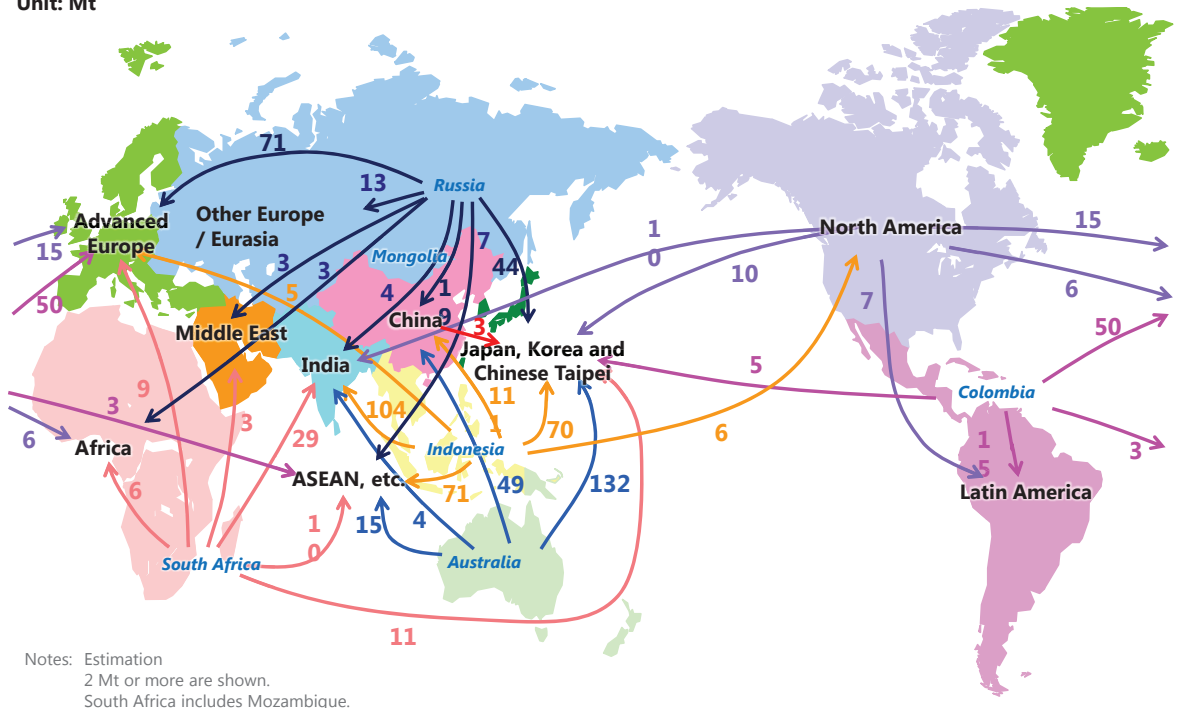 Unit: Mt
71
Russia
13
Advanced
Europe
Other Europe
/ Eurasia
15
50
Mongolia
7
44
3
3
5
4
1
9
China
3
Middle East
India
Japan, Korea and
Chinese Taipei
1
0
10
North America
15
6
7
50
5
Colombia
3
1
5
Latin America
6
9
3
29
104
11
1
70
Indonesia
3
6
Africa
ASEAN, etc.
71
49
132
6
1
0
15
4
South Africa
Australia
11
Notes: Estimation
2 Mt or more are shown.
South Africa includes Mozambique.